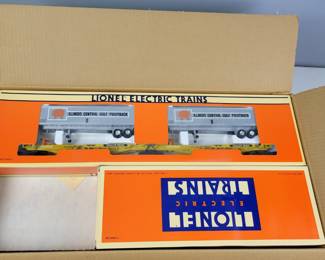 LIONEL ELECTRIC TRAINS
ILLINOIS CENTRAL GULF PIGGYBACK
ILLINOIS CENTRAL GULF PIGGYBACK
LIONEL
ELECTRIC
TRAINS